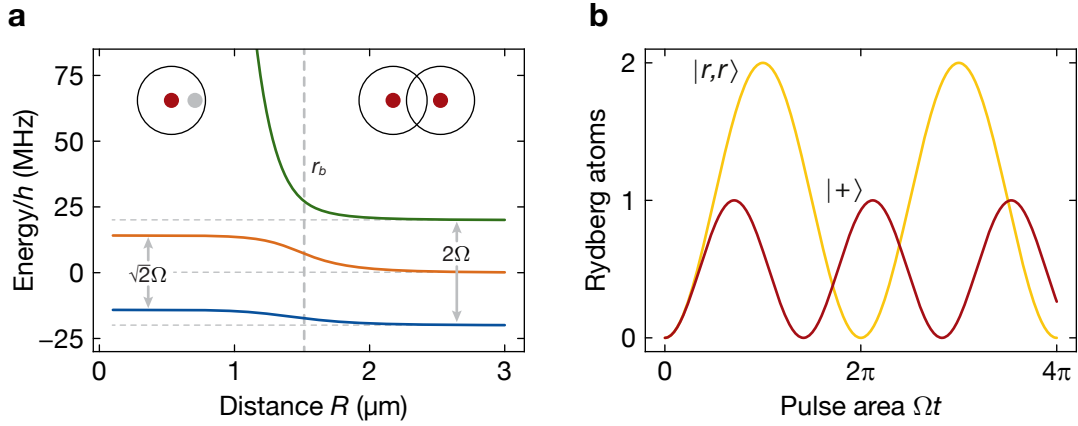 a
Energy/h (MHz)
75
50
25
0
−25
r_b
√2Ω
2Ω
0
1
2
3
Distance R (μm)
b
Rydberg atoms
2
1
0
|r,r⟩
|+⟩
0
2π
4π
Pulse area Ωt